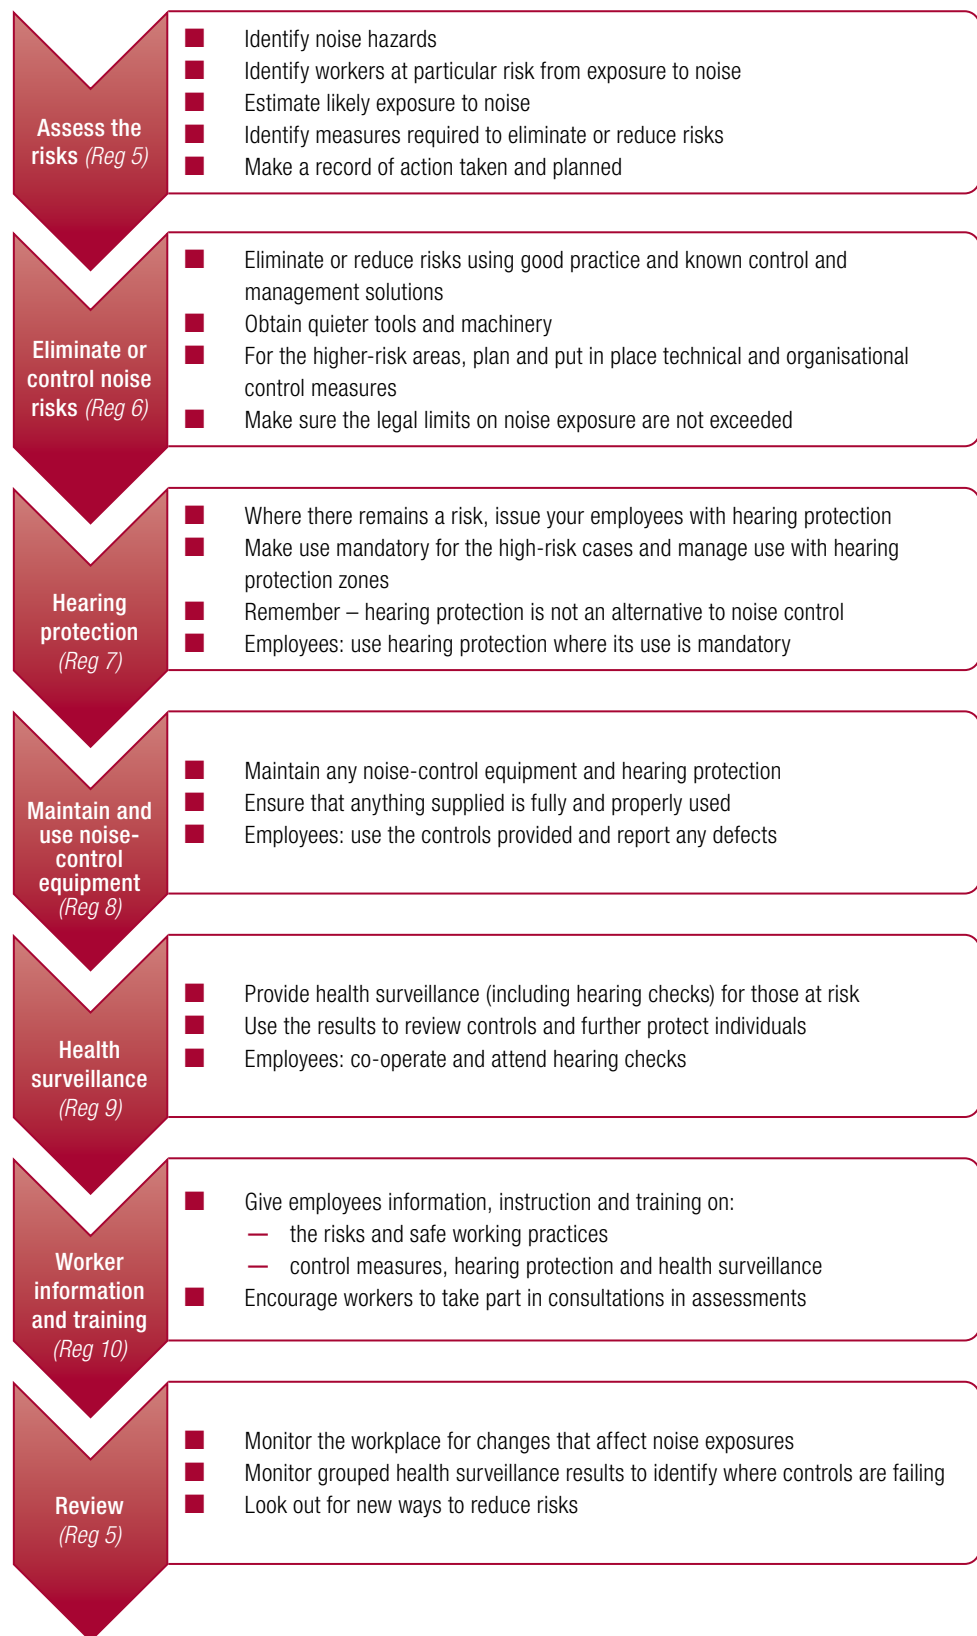 Assess the
risks (Reg 5)
■ Identify noise hazards
■ Identify workers at particular risk from exposure to noise
■ Estimate likely exposure to noise
■ Identify measures required to eliminate or reduce risks
■ Make a record of action taken and planned
Eliminate or
control noise
risks (Reg 6)
■ Eliminate or reduce risks using good practice and known control and
management solutions
■ Obtain quieter tools and machinery
■ For the higher-risk areas, plan and put in place technical and organisational
control measures
■ Make sure the legal limits on noise exposure are not exceeded
Hearing
protection
(Reg 7)
■ Where there remains a risk, issue your employees with hearing protection
■ Make use mandatory for the high-risk cases and manage use with hearing
protection zones
■ Remember – hearing protection is not an alternative to noise control
■ Employees: use hearing protection where its use is mandatory
Maintain and
use noise-
control
equipment
(Reg 8)
■ Maintain any noise-control equipment and hearing protection
■ Ensure that anything supplied is fully and properly used
■ Employees: use the controls provided and report any defects
Health
surveillance
(Reg 9)
■ Provide health surveillance (including hearing checks) for those at risk
■ Use the results to review controls and further protect individuals
■ Employees: co-operate and attend hearing checks
Worker
information
and training
(Reg 10)
■ Give employees information, instruction and training on:
— the risks and safe working practices
— control measures, hearing protection and health surveillance
■ Encourage workers to take part in consultations in assessments
Review
(Reg 5)
■ Monitor the workplace for changes that affect noise exposures
■ Monitor grouped health surveillance results to identify where controls are failing
■ Look out for new ways to reduce risks